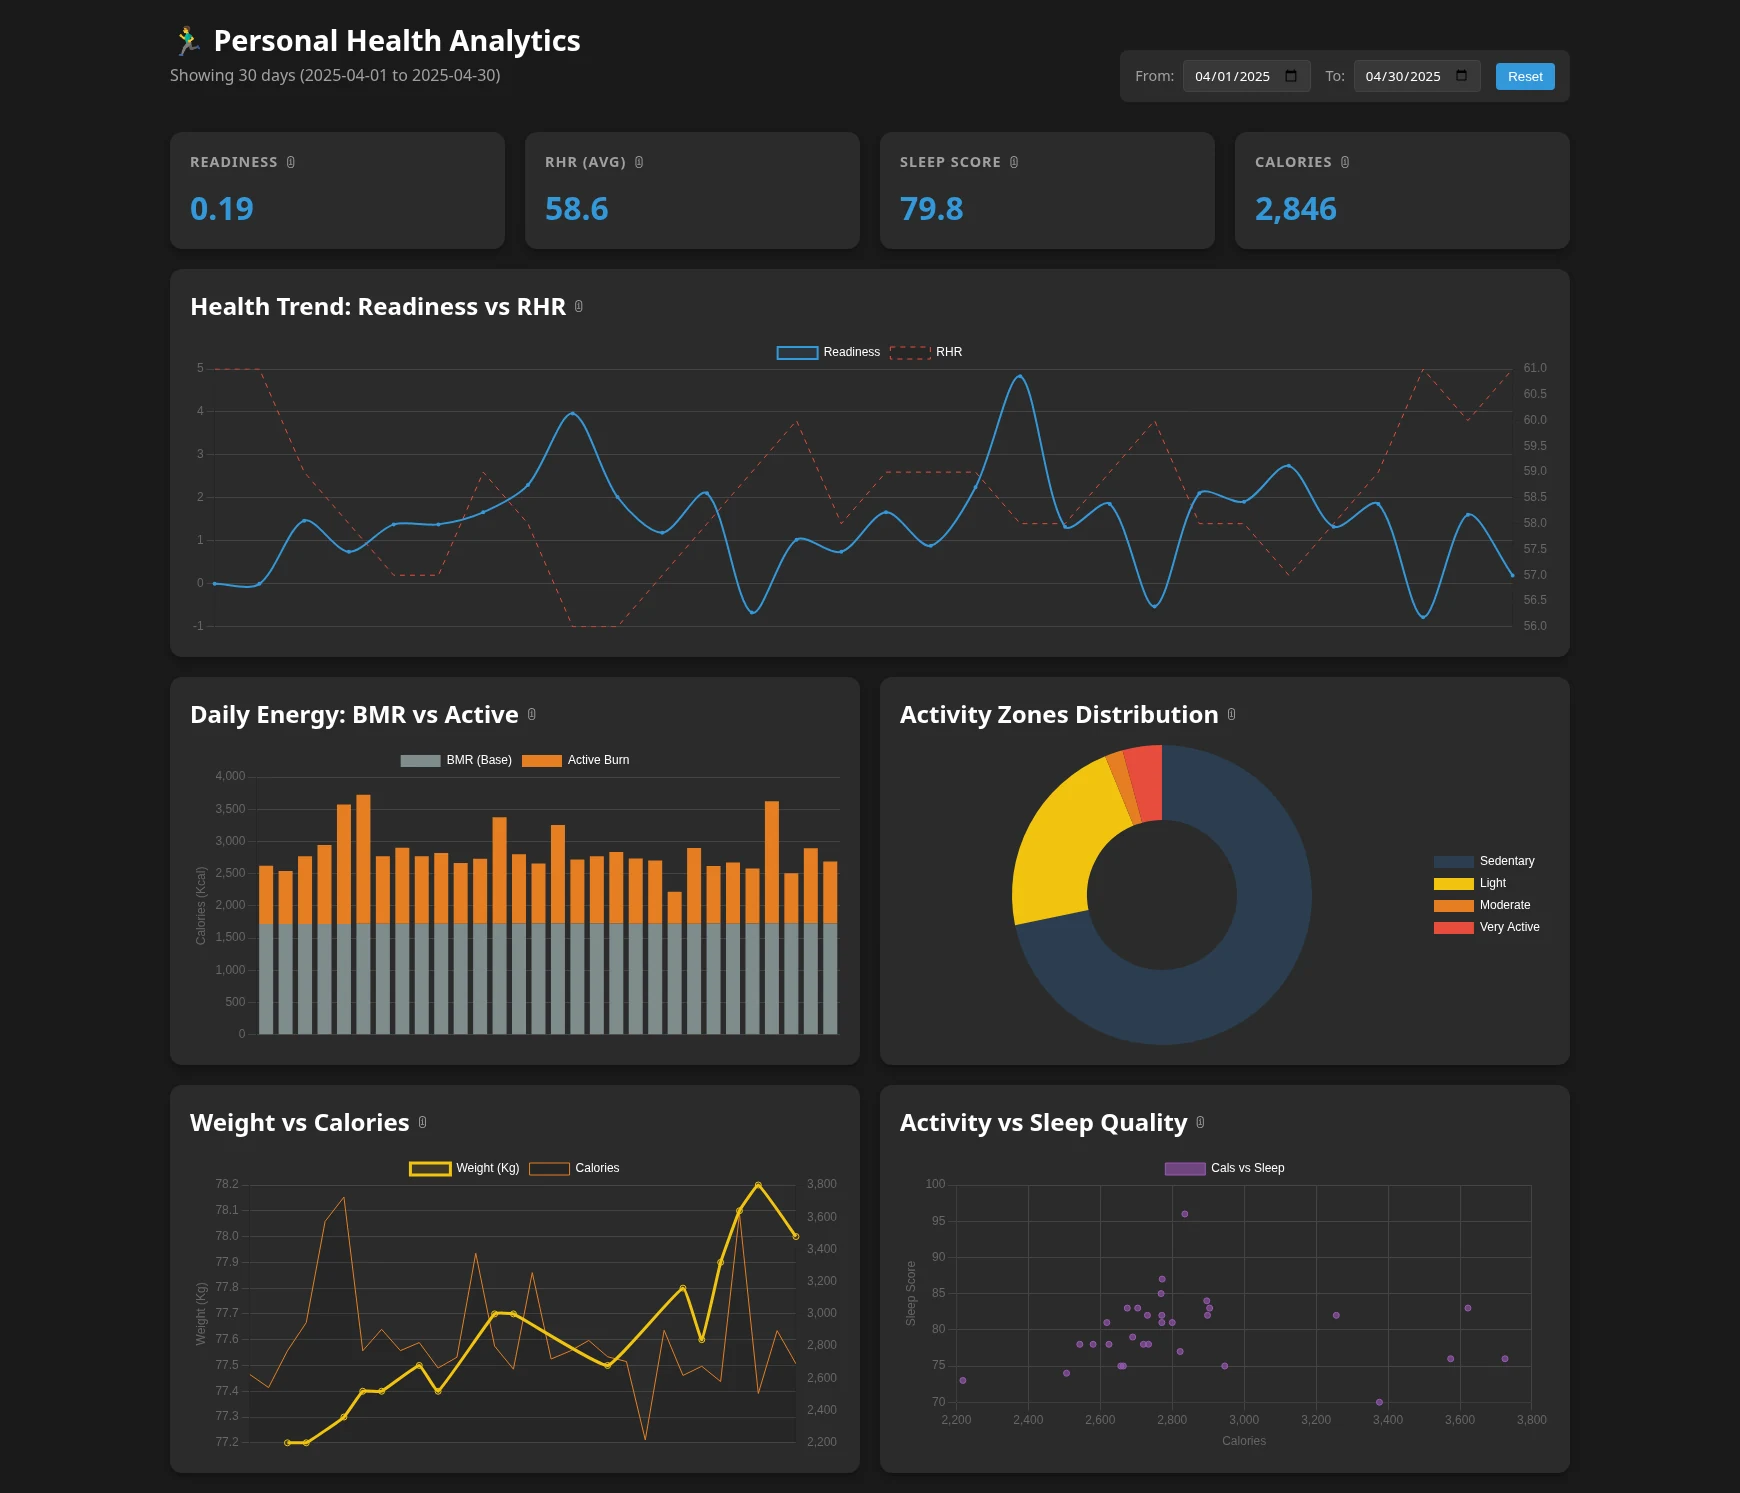 🏃‍♂️ Personal Health Analytics
Showing 30 days (2025-04-01 to 2025-04-30)
From: 04/01/2025 To: 04/30/2025 Reset
READINESS
0.19
RHR (AVG)
58.6
SLEEP SCORE
79.8
CALORIES
2,846
Health Trend: Readiness vs RHR
Readiness RHR
5 61.0
60.5
4 60.0
59.5
3 59.0
2 58.5
58.0
1 57.5
0 57.0
56.5
-1 56.0
Daily Energy: BMR vs Active
BMR (Base) Active Burn
Calories (Kcal)
4,000
3,500
3,000
2,500
2,000
1,500
1,000
500
0
Activity Zones Distribution
Sedentary
Light
Moderate
Very Active
Weight vs Calories
Weight (Kg) Calories
Weight (Kg)
78.2
78.1
78.0
77.9
77.8
77.7
77.6
77.5
77.4
77.3
77.2
3,800
3,600
3,400
3,200
3,000
2,800
2,600
2,400
2,200
Activity vs Sleep Quality
Cals vs Sleep
Sleep Score
100
95
90
85
80
75
70
2,200 2,400 2,600 2,800 3,000 3,200 3,400 3,600 3,800
Calories